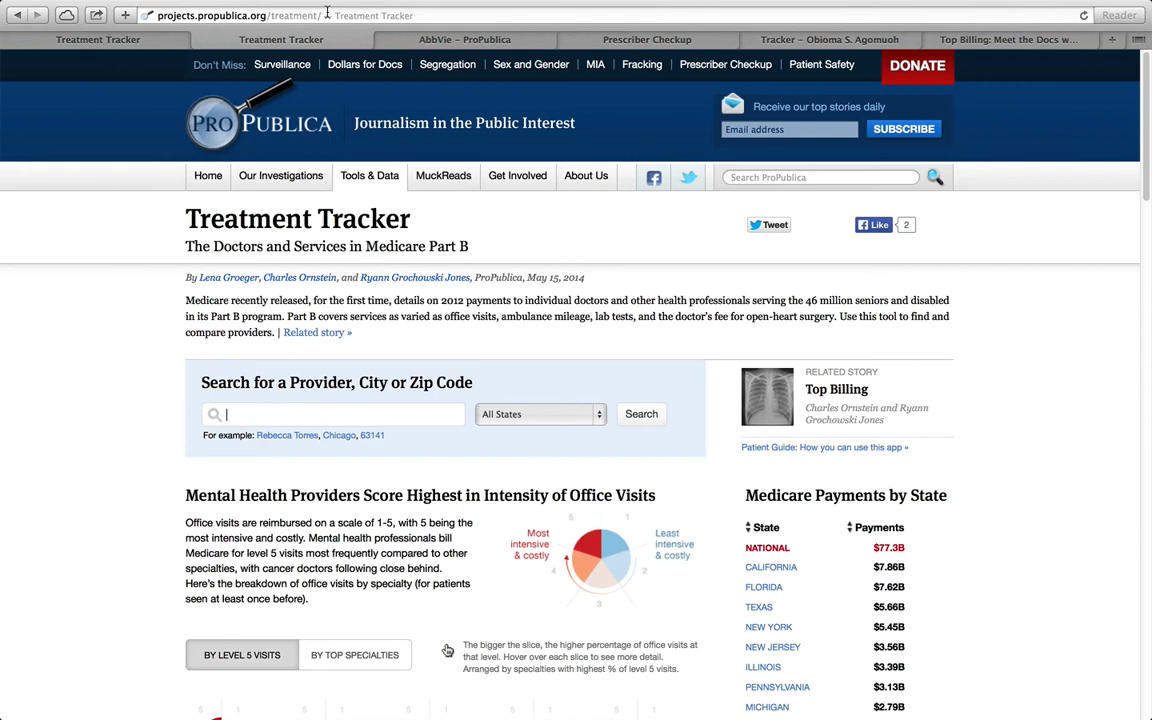 projects.propublica.org/treatment/ — Treatment Tracker
Reader
Treatment Tracker
Treatment Tracker
AbbVie – ProPublica
Prescriber Checkup
Tracker – Obioma S. Agomuoh
Top Billing: Meet the Docs w...
Don't Miss: Surveillance Dollars for Docs Segregation Sex and Gender MIA Fracking Prescriber Checkup Patient Safety
DONATE
PROPUBLICA
Journalism in the Public Interest
Receive our top stories daily
Email address
SUBSCRIBE
Home Our Investigations Tools & Data MuckReads Get Involved About Us
Search ProPublica
Treatment Tracker
Tweet
Like 2
The Doctors and Services in Medicare Part B
By Lena Groeger, Charles Ornstein, and Ryann Grochowski Jones, ProPublica, May 15, 2014
Medicare recently released, for the first time, details on 2012 payments to individual doctors and other health professionals serving the 46 million seniors and disabled
in its Part B program. Part B covers services as varied as office visits, ambulance mileage, lab tests, and the doctor's fee for open-heart surgery. Use this tool to find and
compare providers. | Related story »
Search for a Provider, City or Zip Code
All States
Search
For example: Rebecca Torres, Chicago, 63141
RELATED STORY
Top Billing
Charles Ornstein and Ryann
Grochowski Jones
Patient Guide: How you can use this app »
Mental Health Providers Score Highest in Intensity of Office Visits
Office visits are reimbursed on a scale of 1-5, with 5 being the
most intensive and costly. Mental health professionals bill
Medicare for level 5 visits most frequently compared to other
specialties, with cancer doctors following close behind.
Here's the breakdown of office visits by specialty (for patients
seen at least once before).
5 1
Most
intensive
& costly
Least
intensive
& costly
4 2
3
BY LEVEL 5 VISITS
BY TOP SPECIALTIES
The bigger the slice, the higher percentage of office visits at
that level. Hover over each slice to see more detail.
Arranged by specialties with highest % of level 5 visits.
5 1 5 1 5 1 5 1 5 1
Medicare Payments by State
State Payments
NATIONAL $77.3B
CALIFORNIA $7.86B
FLORIDA $7.62B
TEXAS $5.66B
NEW YORK $5.45B
NEW JERSEY $3.56B
ILLINOIS $3.39B
PENNSYLVANIA $3.13B
MICHIGAN $2.79B